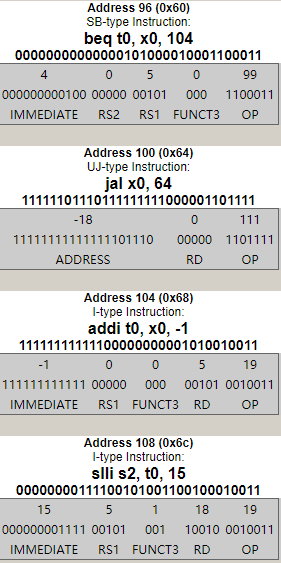 Address 96 (0x60)
SB-type Instruction:
beq t0, x0, 104
00000000000000101000010001100011
4 0 5 0 99
000000000100 00000 00101 000 1100011
IMMEDIATE RS2 RS1 FUNCT3 OP
Address 100 (0x64)
UJ-type Instruction:
jal x0, 64
11111101110111111111000001101111
-18 0 111
11111111111111101110 00000 1101111
ADDRESS RD OP
Address 104 (0x68)
I-type Instruction:
addi t0, x0, -1
11111111111100000000001010010011
-1 0 0 5 19
111111111111 00000 000 00101 0010011
IMMEDIATE RS1 FUNCT3 RD OP
Address 108 (0x6c)
I-type Instruction:
slli s2, t0, 15
00000000111100101001100100010011
15 5 1 18 19
000000001111 00101 001 10010 0010011
IMMEDIATE RS1 FUNCT3 RD OP